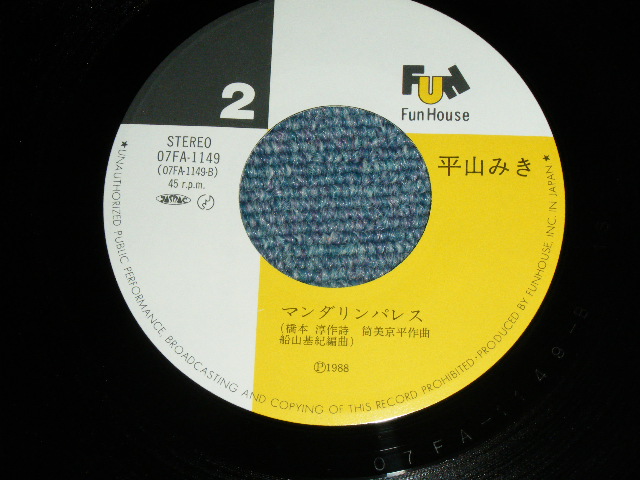 2
FUN
Fun House
STEREO
07FA-1149
(07FA-1149-B)
45 r.p.m.
JASRAC
平山みき
マンダリンパレス
(橋本 淳作詩 筒美京平作曲
船山基紀編曲)
Ⓟ1988
★UNAUTHORIZED PUBLIC PERFORMANCE, BROADCASTING AND COPYING OF THIS RECORD PROHIBITED・PRODUCED BY FUNHOUSE INC. IN JAPAN★
07FA-1149-B